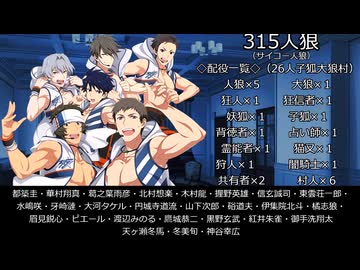 315人狼
（サイコー人狼）
◇配役一覧◇（26人子狐大狼村）
人狼×5　大狼×1
狂人×1　狂信者×1
妖狐×1　子狐×1
背徳者×1　占い師×1
霊能者×1　猫又×1
狩人×1　闇騎士×1
共有者×2　村人×6
都築圭・華村翔真・葛之葉雨彦・北村想楽・木村龍・握野英雄・信玄誠司・東雲荘一郎・
水嶋咲・牙崎漣・大河タケル・円城寺道流・山下次郎・硲道夫・伊集院北斗・橘志狼・
眉見鋭心・ピエール・渡辺みのる・鷹城恭二・黒野玄武・紅井朱雀・御手洗翔太
天ヶ瀬冬馬・冬美旬・神谷幸広